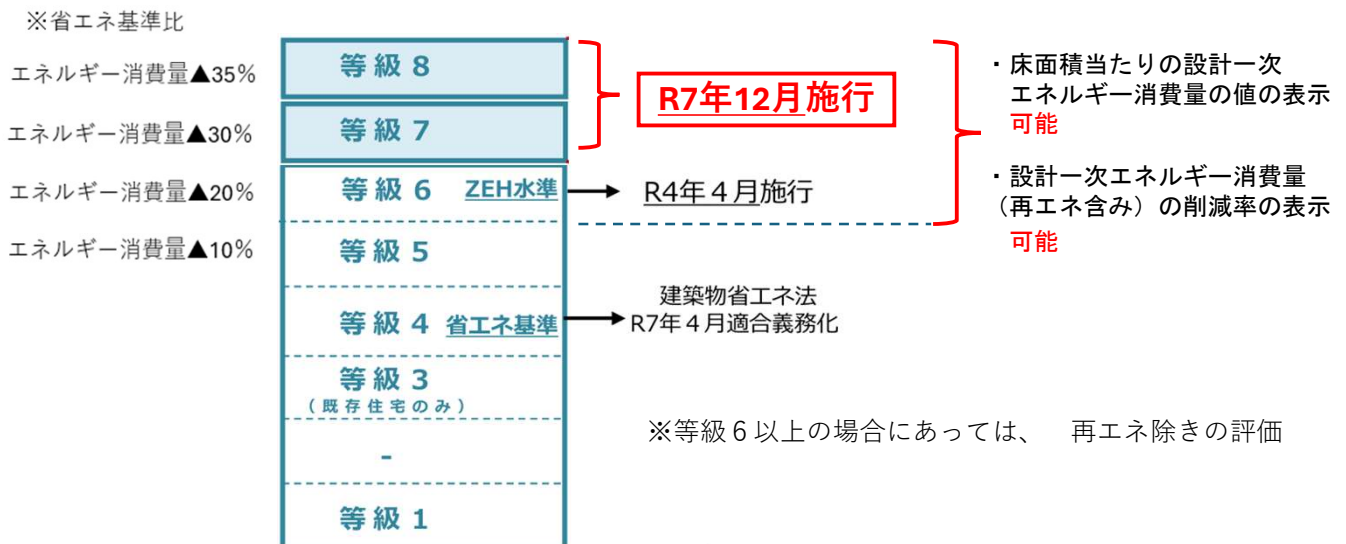 ※省エネ基準比
エネルギー消費量▲35%
等級 8
エネルギー消費量▲30%
等級 7
R7年12月施行
・床面積当たりの設計一次
エネルギー消費量の値の表示
可能
エネルギー消費量▲20%
等級 6 ZEH水準
R4年４月施行
・設計一次エネルギー消費量
（再エネ含み）の削減率の表示
可能
エネルギー消費量▲10%
等級 5
等級 4 省エネ基準
建築物省エネ法
R7年４月適合義務化
等級 3
(既存住宅のみ)
※等級６以上の場合にあっては、　再エネ除きの評価
-
等級 1